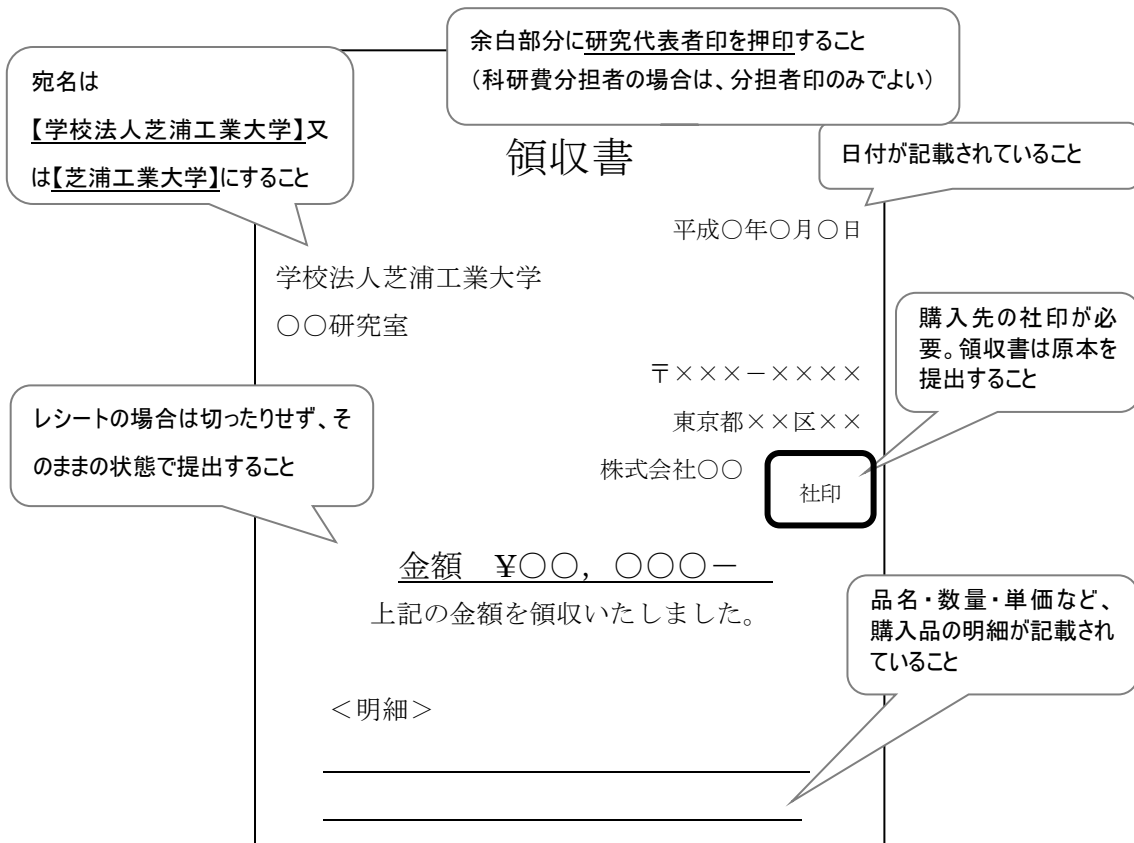 余白部分に研究代表者印を押印すること
（科研費分担者の場合は、分担者印のみでよい）
宛名は
【学校法人芝浦工業大学】又
は【芝浦工業大学】にすること
領収書
日付が記載されていること
平成〇年〇月〇日
学校法人芝浦工業大学
〇〇研究室
購入先の社印が必
要。領収書は原本を
提出すること
〒×××－××××
東京都××区××
レシートの場合は切ったりせず、そ
のままの状態で提出すること
株式会社〇〇
社印
金額　¥〇〇，〇〇〇－
上記の金額を領収いたしました。
品名・数量・単価など、
購入品の明細が記載され
ていること
＜明細＞